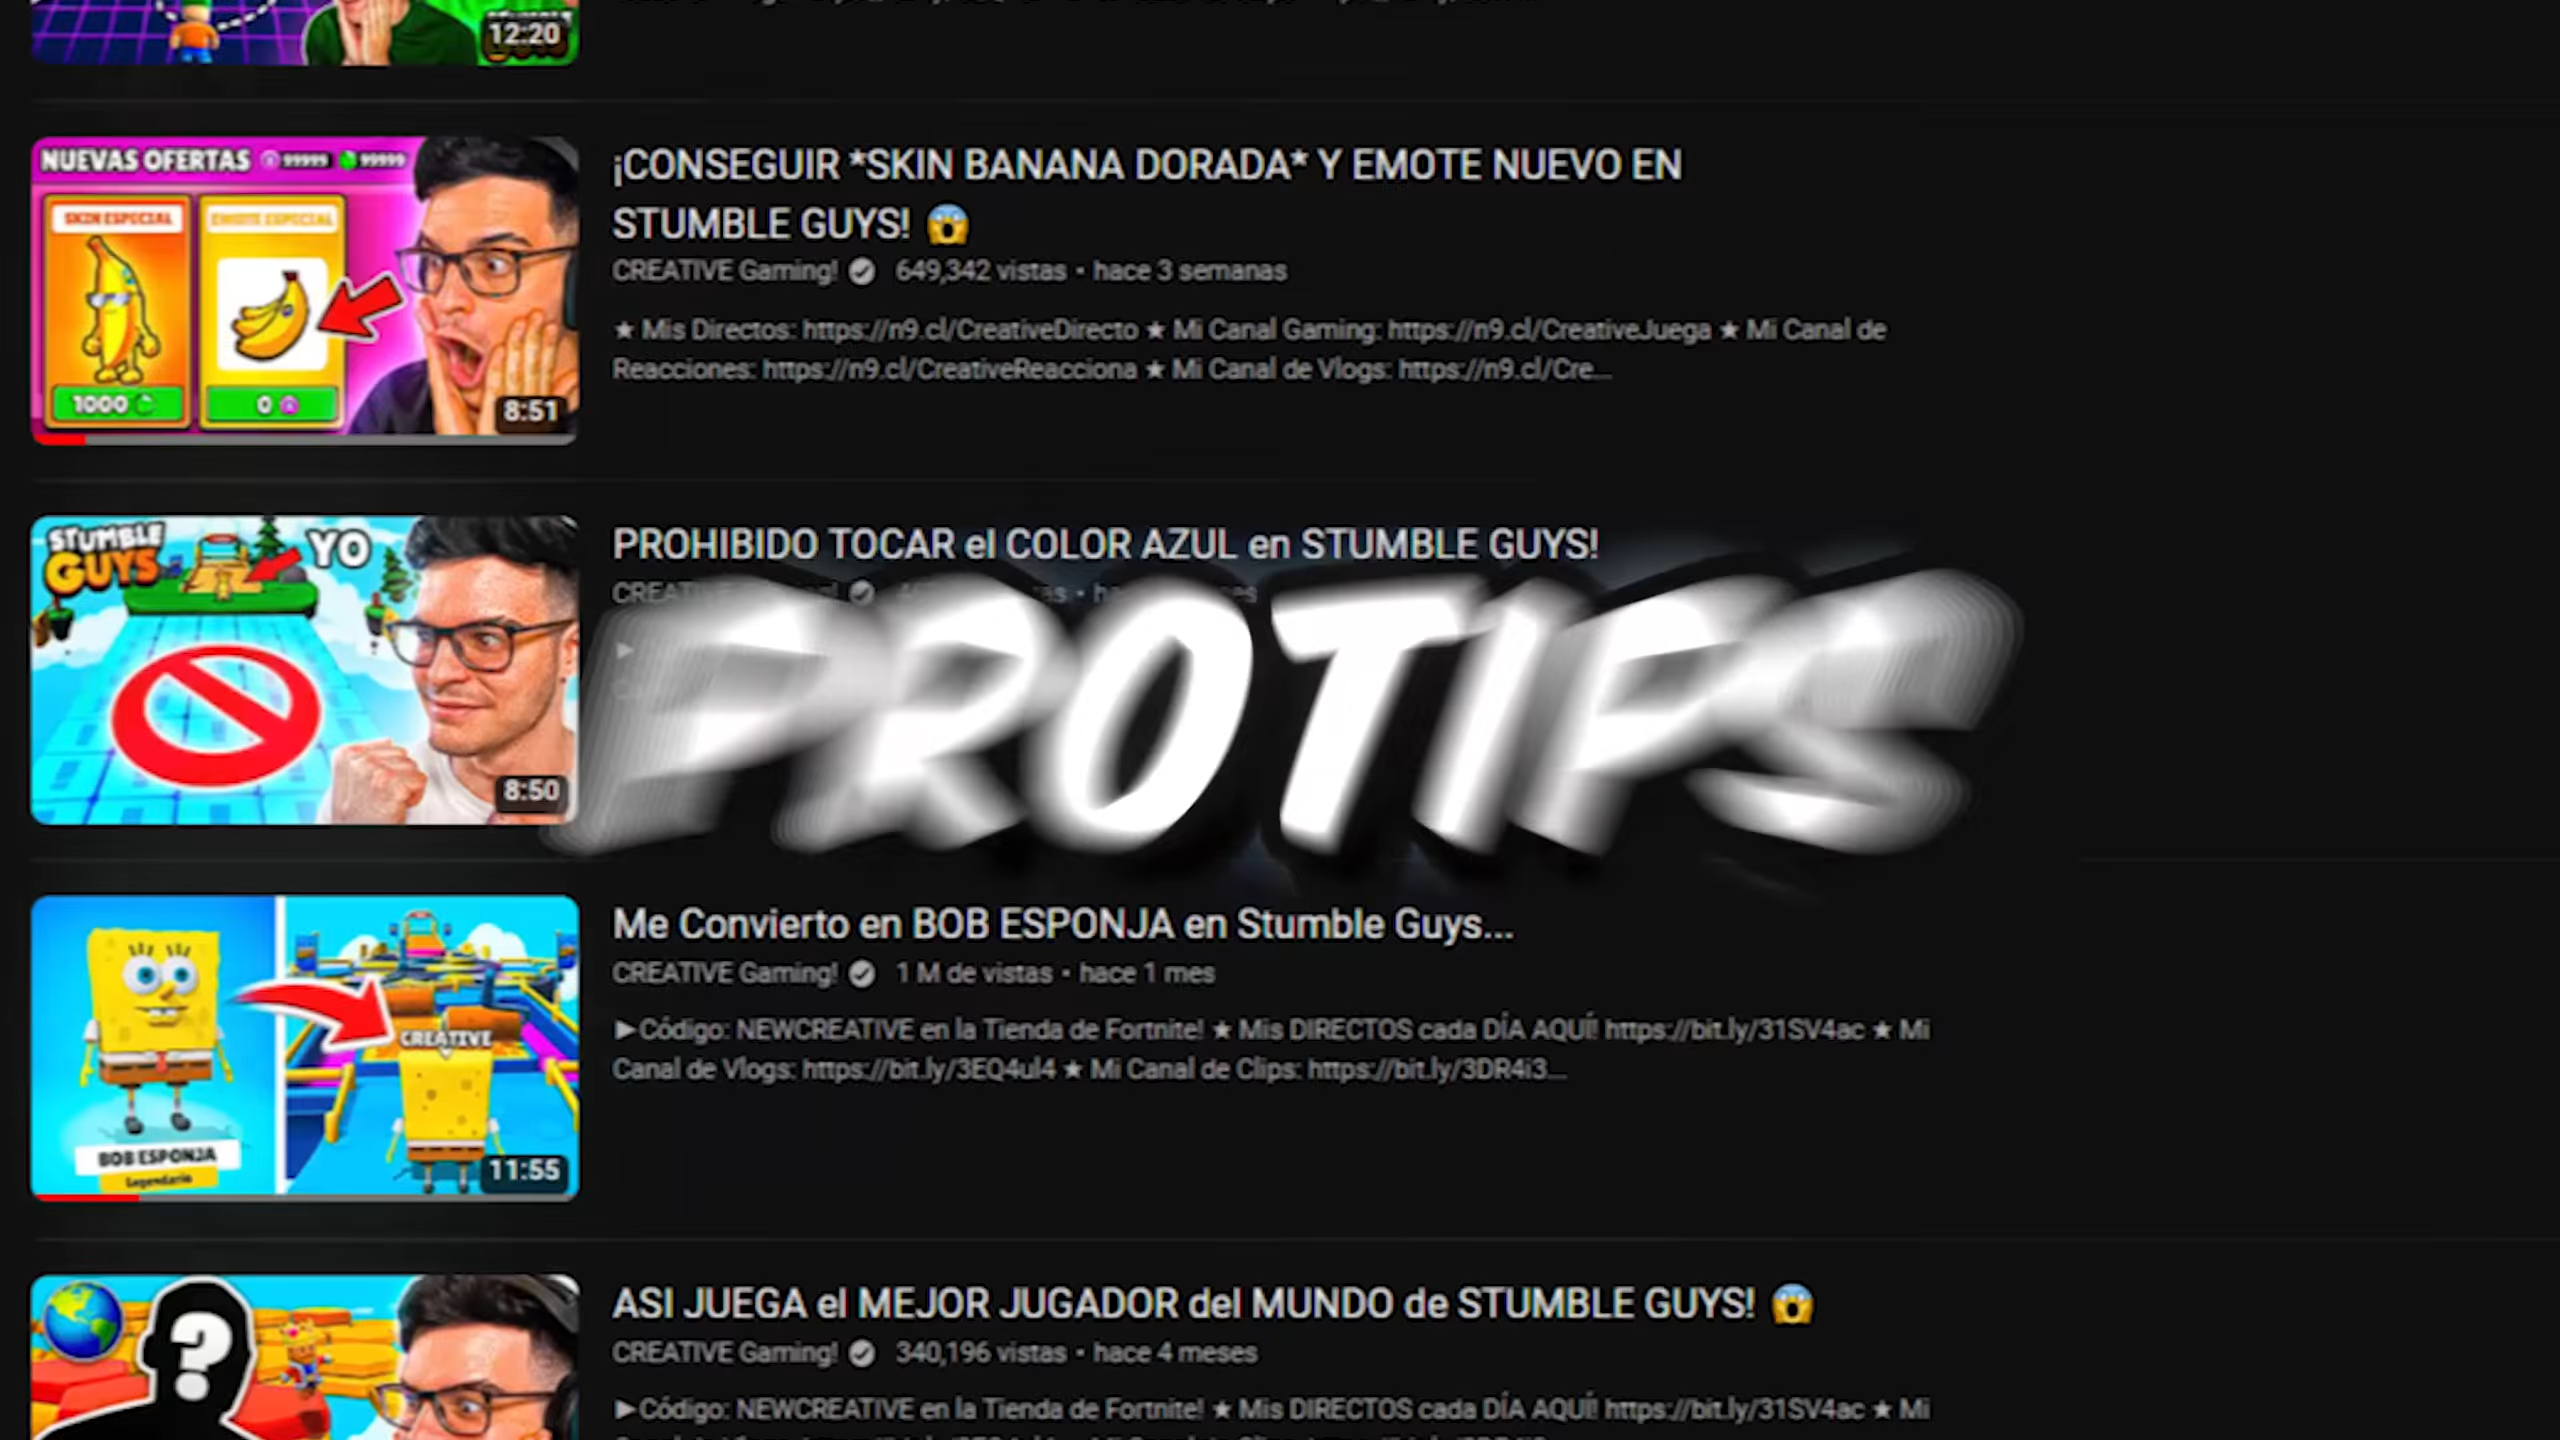 12:20
NUEVAS OFERTAS 99999 99999
SKIN ESPECIAL
EMOTE ESPECIAL
1000
0
8:51
¡CONSEGUIR *SKIN BANANA DORADA* Y EMOTE NUEVO EN
STUMBLE GUYS! 😱
CREATIVE Gaming! 649,342 vistas • hace 3 semanas
★ Mis Directos: https://n9.cl/CreativeDirecto ★ Mi Canal Gaming: https://n9.cl/CreativeJuega ★ Mi Canal de
Reacciones: https://n9.cl/CreativeReacciona ★ Mi Canal de Vlogs: https://n9.cl/Cre...
STUMBLE
GUYS
YO
8:50
PROHIBIDO TOCAR el COLOR AZUL en STUMBLE GUYS!
PROTIPS
CREATIVE
BOB ESPONJA
Legendario
11:55
Me Convierto en BOB ESPONJA en Stumble Guys...
CREATIVE Gaming! 1 M de vistas • hace 1 mes
►Código: NEWCREATIVE en la Tienda de Fortnite! ★ Mis DIRECTOS cada DÍA AQUÍ! https://bit.ly/31SV4ac ★ Mi
Canal de Vlogs: https://bit.ly/3EQ4ul4 ★ Mi Canal de Clips: https://bit.ly/3DR4i3...
?
ASI JUEGA el MEJOR JUGADOR del MUNDO de STUMBLE GUYS! 😱
CREATIVE Gaming! 340,196 vistas • hace 4 meses
►Código: NEWCREATIVE en la Tienda de Fortnite! ★ Mis DIRECTOS cada DÍA AQUÍ! https://bit.ly/31SV4ac ★ Mi